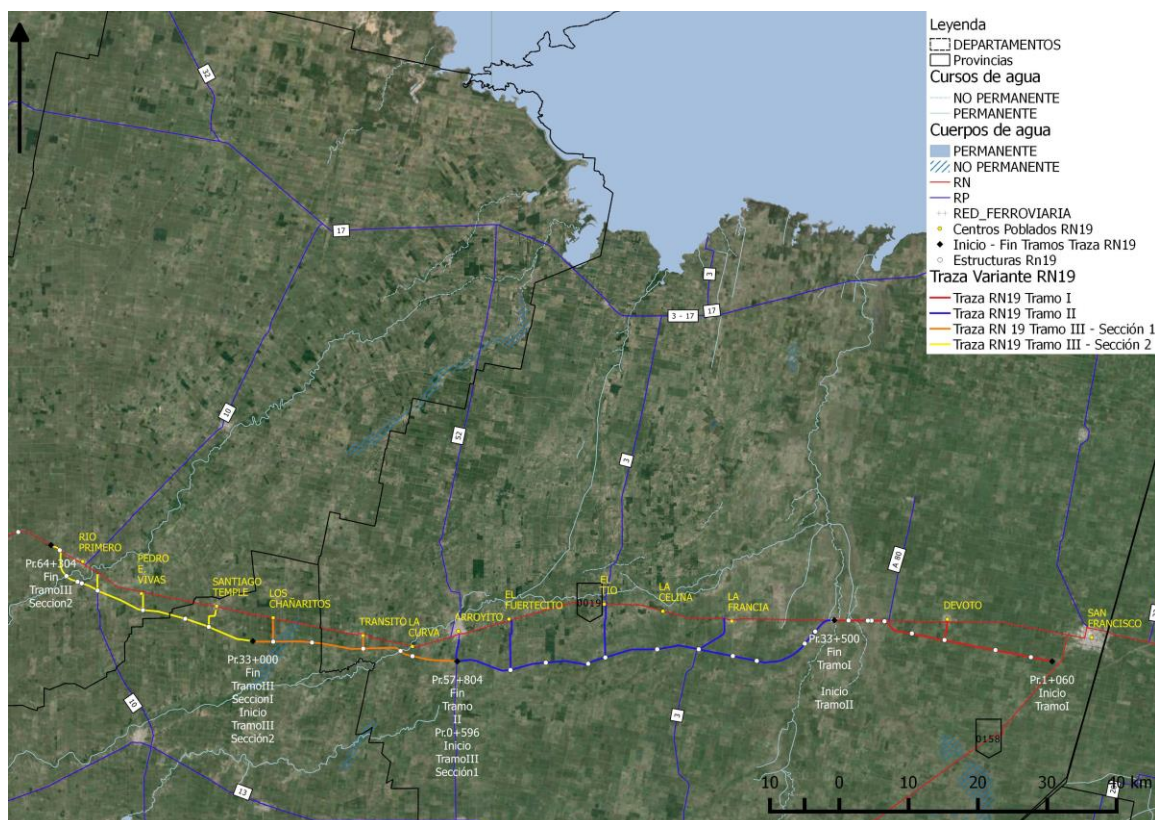 Leyenda
DEPARTAMENTOS
Provincias
Cursos de agua
NO PERMANENTE
PERMANENTE
Cuerpos de agua
PERMANENTE
NO PERMANENTE
RN
RP
RED_FERROVIARIA
Centros Poblados RN19
Inicio - Fin Tramos Traza RN19
Estructuras Rn19
Traza Variante RN19
Traza RN19 Tramo I
Traza RN19 Tramo II
Traza RN 19 Tramo III - Sección 1
Traza RN19 Tramo III - Sección 2
32
17
3
17
3 - 17
10
52
3
A 80
RIO
PRIMERO
PEDRO
E.
VIVAS
SANTIAGO
TEMPLE
LOS
CHAÑARITOS
TRANSITO
LA
CURVA
ARROYITO
EL
FUERTECITO
EL
TIO
0019
LA
CELINA
LA
FRANCIA
DEVOTO
SAN
FRANCISCO
Pr.64+304
Fin
TramoIII
Seccion2
Pr.33+000
Fin
TramoIII
SeccionI
Inicio
TramoIII
Sección2
Pr.57+804
Fin
Tramo
II
Pr.0+596
Inicio
TramoIII
Sección1
Pr.33+500
Fin
TramoI
Inicio
TramoII
Pr.1+060
Inicio
TramoI
10
13
3
0158
10 0 10 20 30 40 km